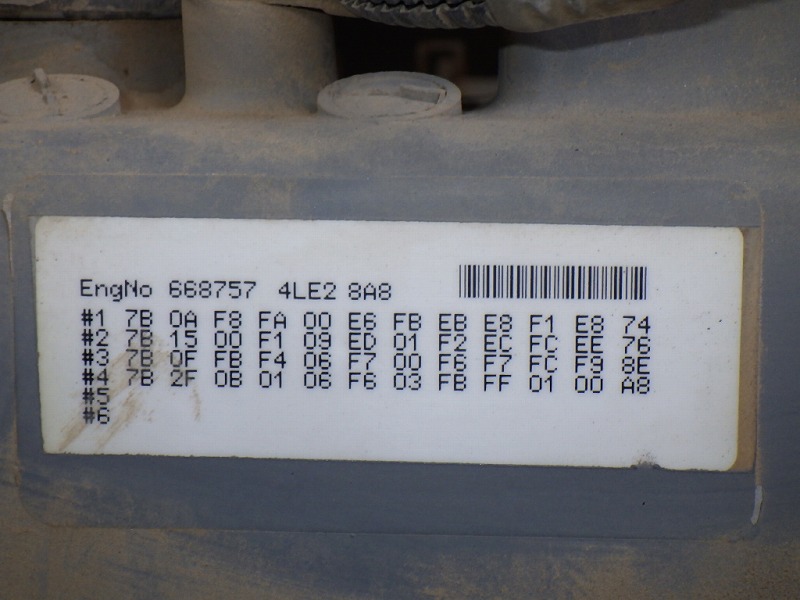 EngNo 668757 4LE2 8A8
#1 7B 0A F8 FA 00 E6 FB EB E8 F1 E8 74
#2 7B 15 00 F1 09 ED 01 F2 EC FC EE 76
#3 7B 0F FB F4 06 F7 00 F6 F7 FC F9 8E
#4 7B 2F 0B 01 06 F6 03 FB FF 01 00 A8
#5
#6